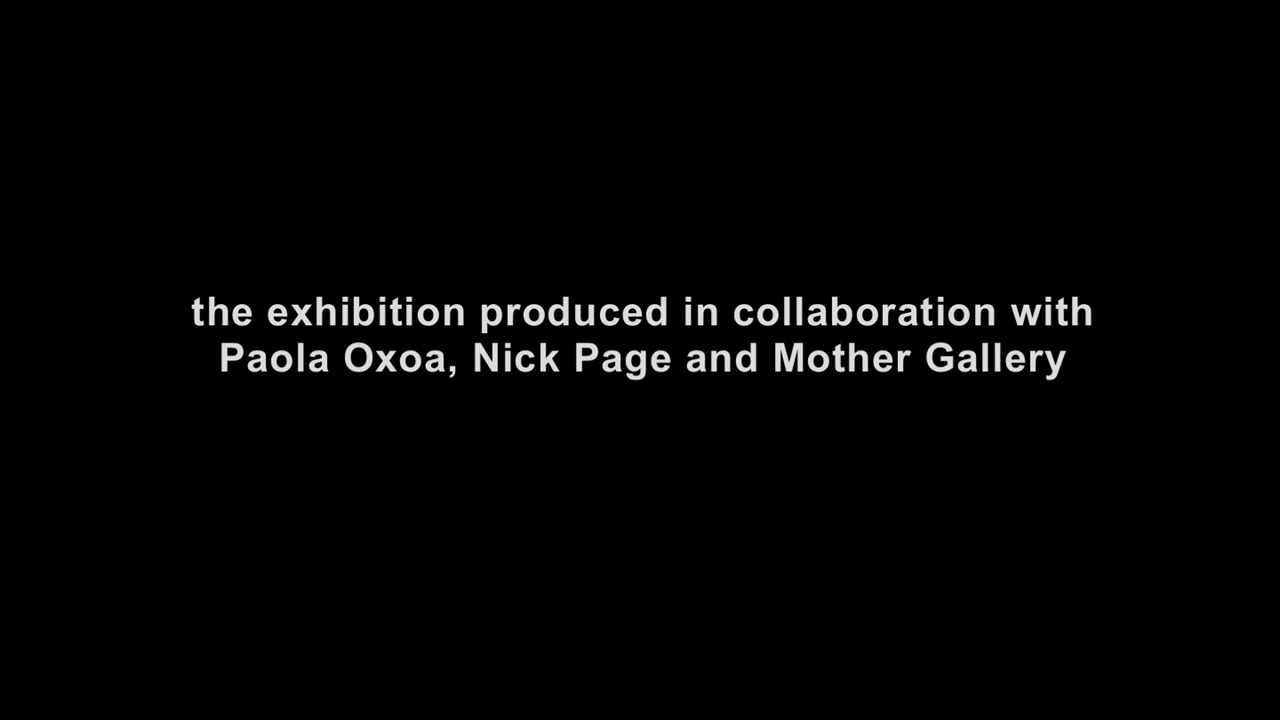 the exhibition produced in collaboration with
Paola Oxoa, Nick Page and Mother Gallery